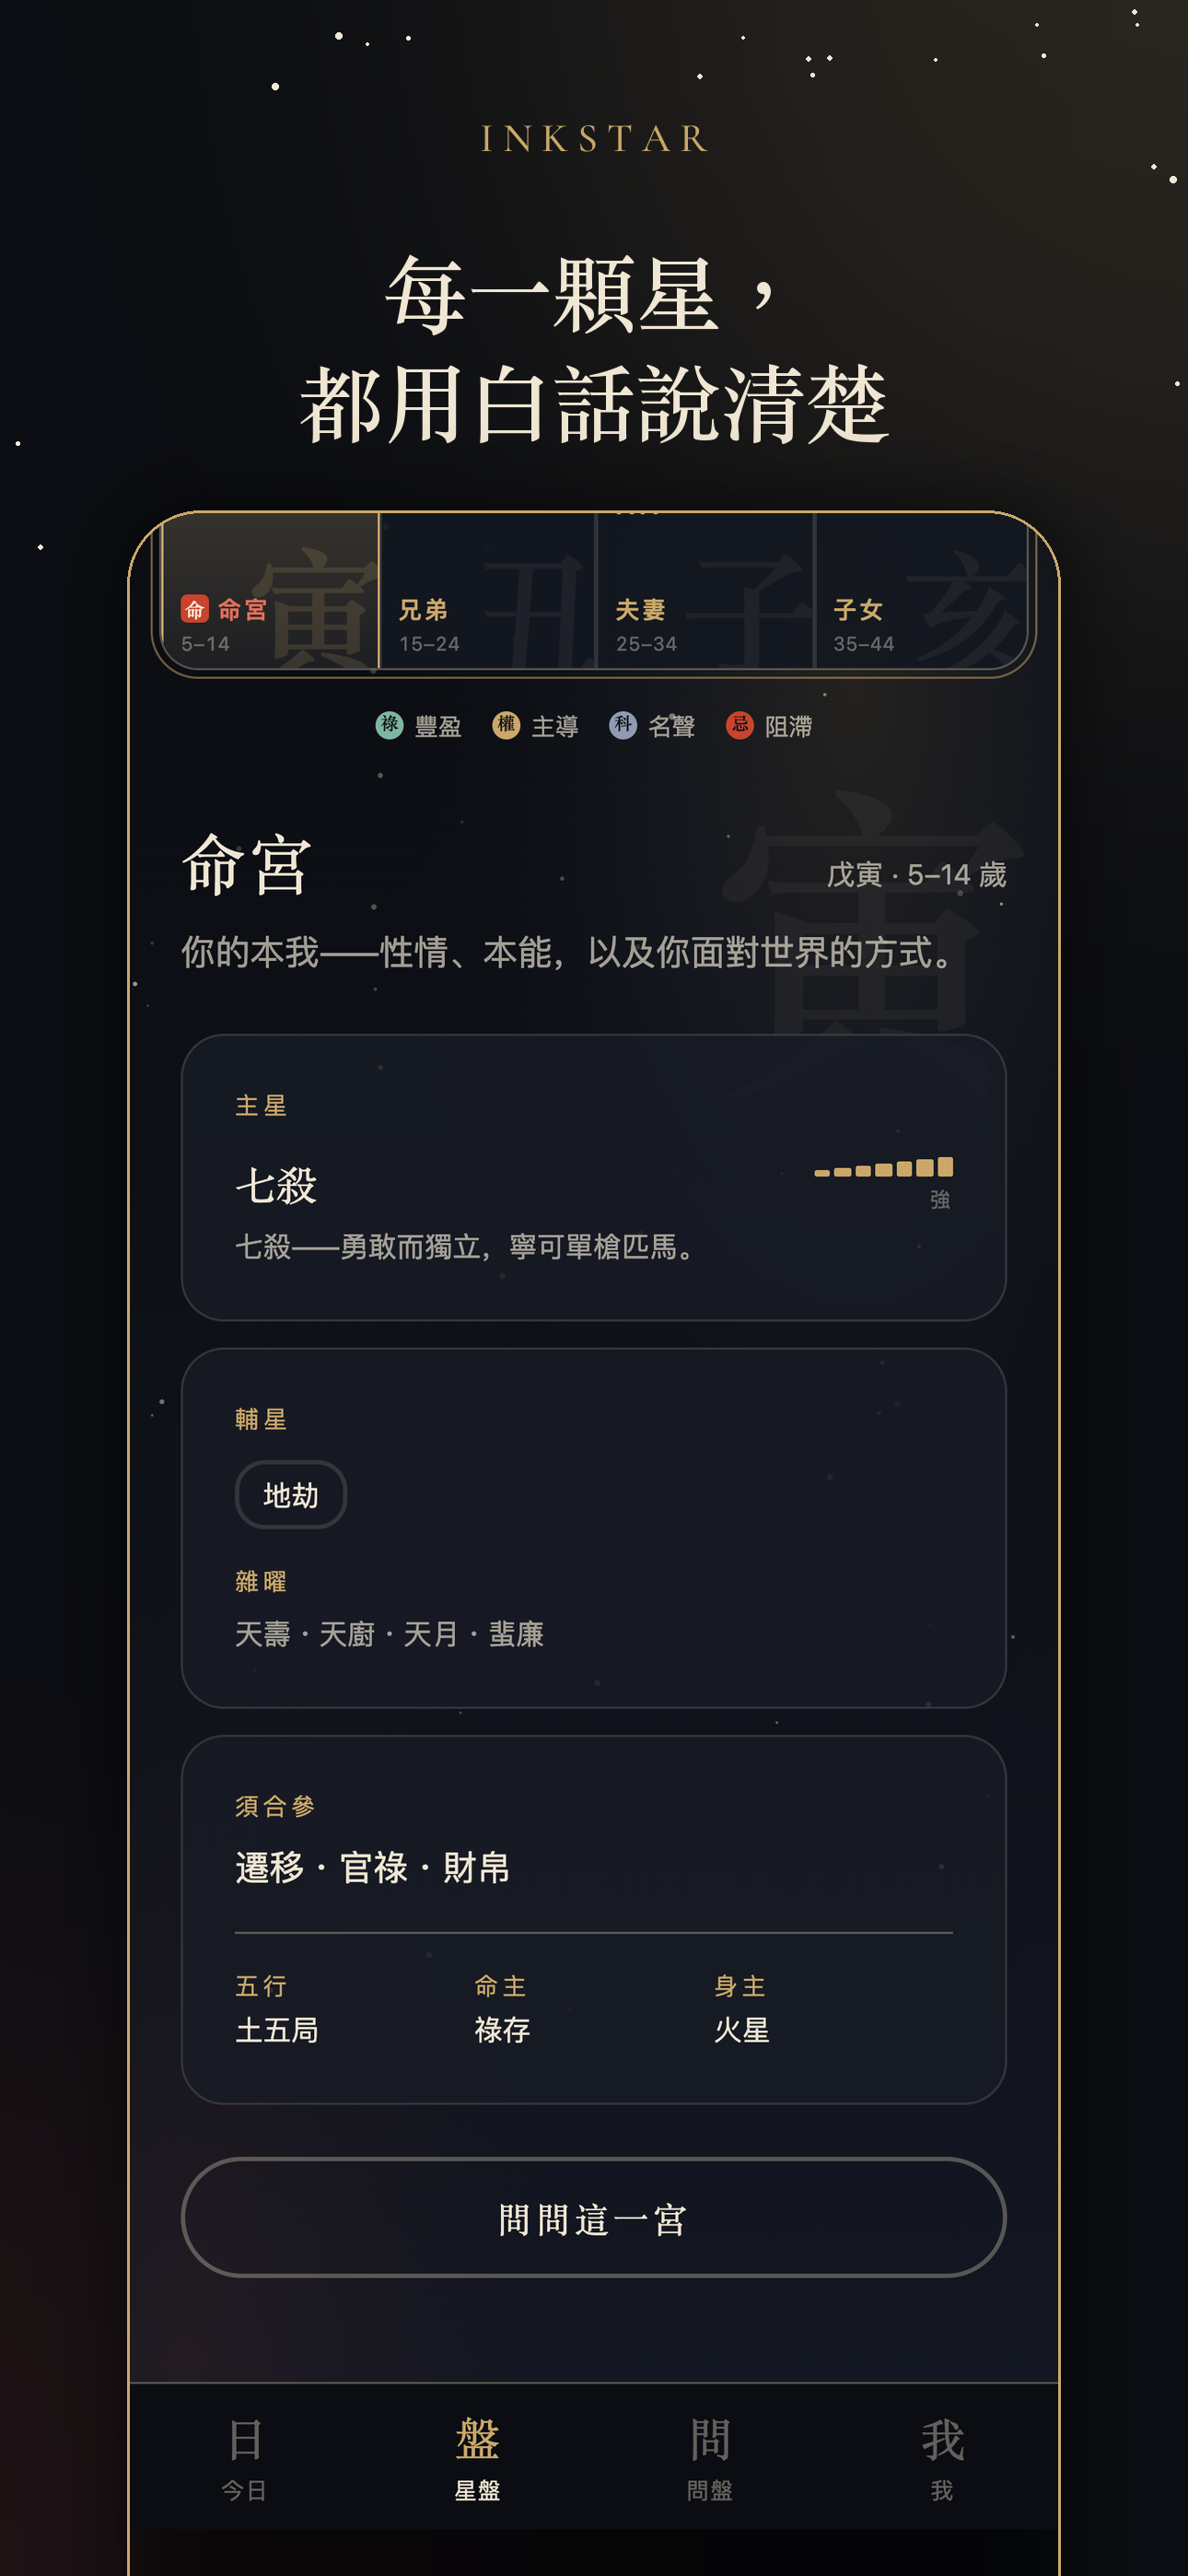 INKSTAR
每一顆星，
都用白話說清楚
寅 丑 子 亥
命 命宮 兄弟 夫妻 子女
5–14 15–24 25–34 35–44
祿 豐盈 權 主導 科 名聲 忌 阻滯
寅
命宮 戊寅 · 5–14 歲
你的本我——性情、本能，以及你面對世界的方式。
主星
七殺
強
七殺——勇敢而獨立，寧可單槍匹馬。
輔星
地劫
雜曜
天壽 · 天廚 · 天月 · 蜚廉
須合參
遷移 · 官祿 · 財帛
五行 命主 身主
土五局 祿存 火星
問問這一宮
日 盤 問 我
今日 星盤 問盤 我